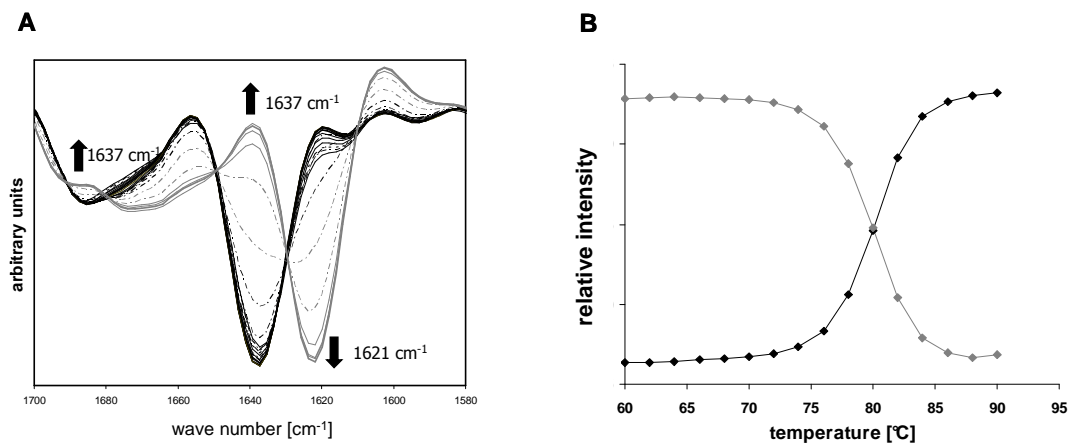 A
1637 cm-1
1637 cm-1
1621 cm-1
arbitrary units
1700 1680 1660 1640 1620 1600 1580
wave number [cm-1]
B
relative intensity
60 65 70 75 80 85 90 95
temperature [°C]